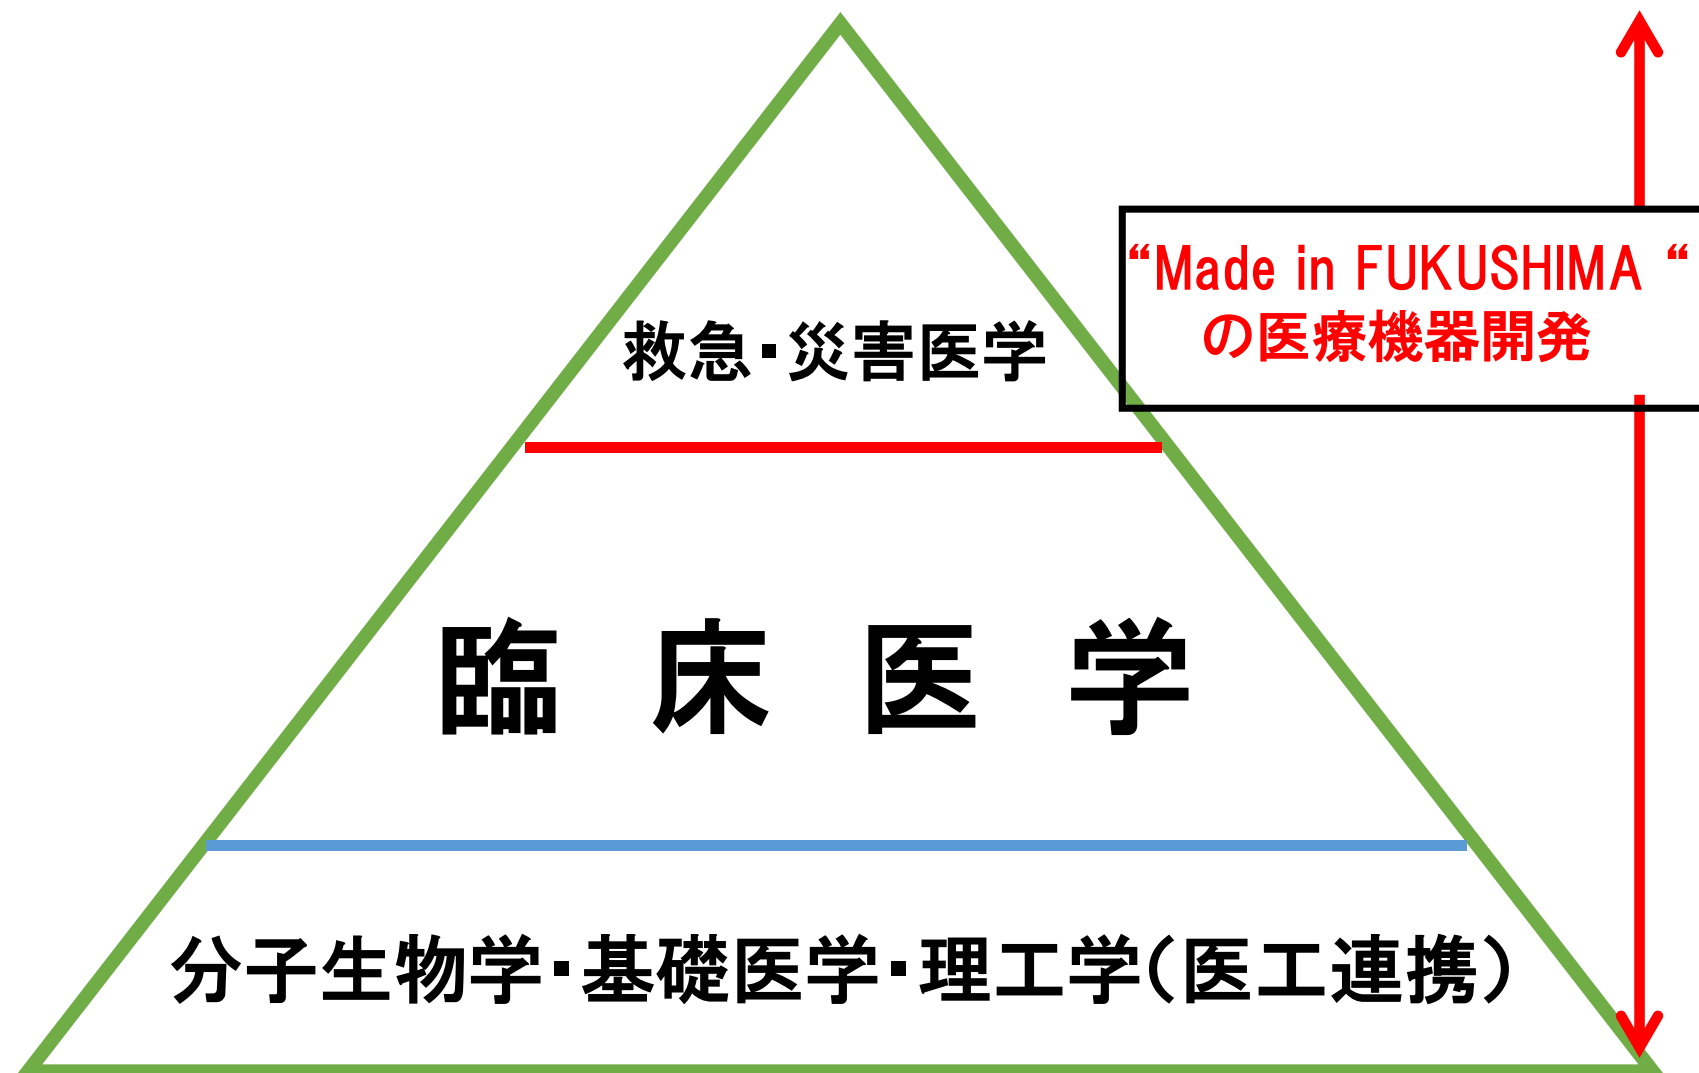 “Made in FUKUSHIMA “
の医療機器開発
救急・災害医学
臨 床 医 学
分子生物学・基礎医学・理工学（医工連携）